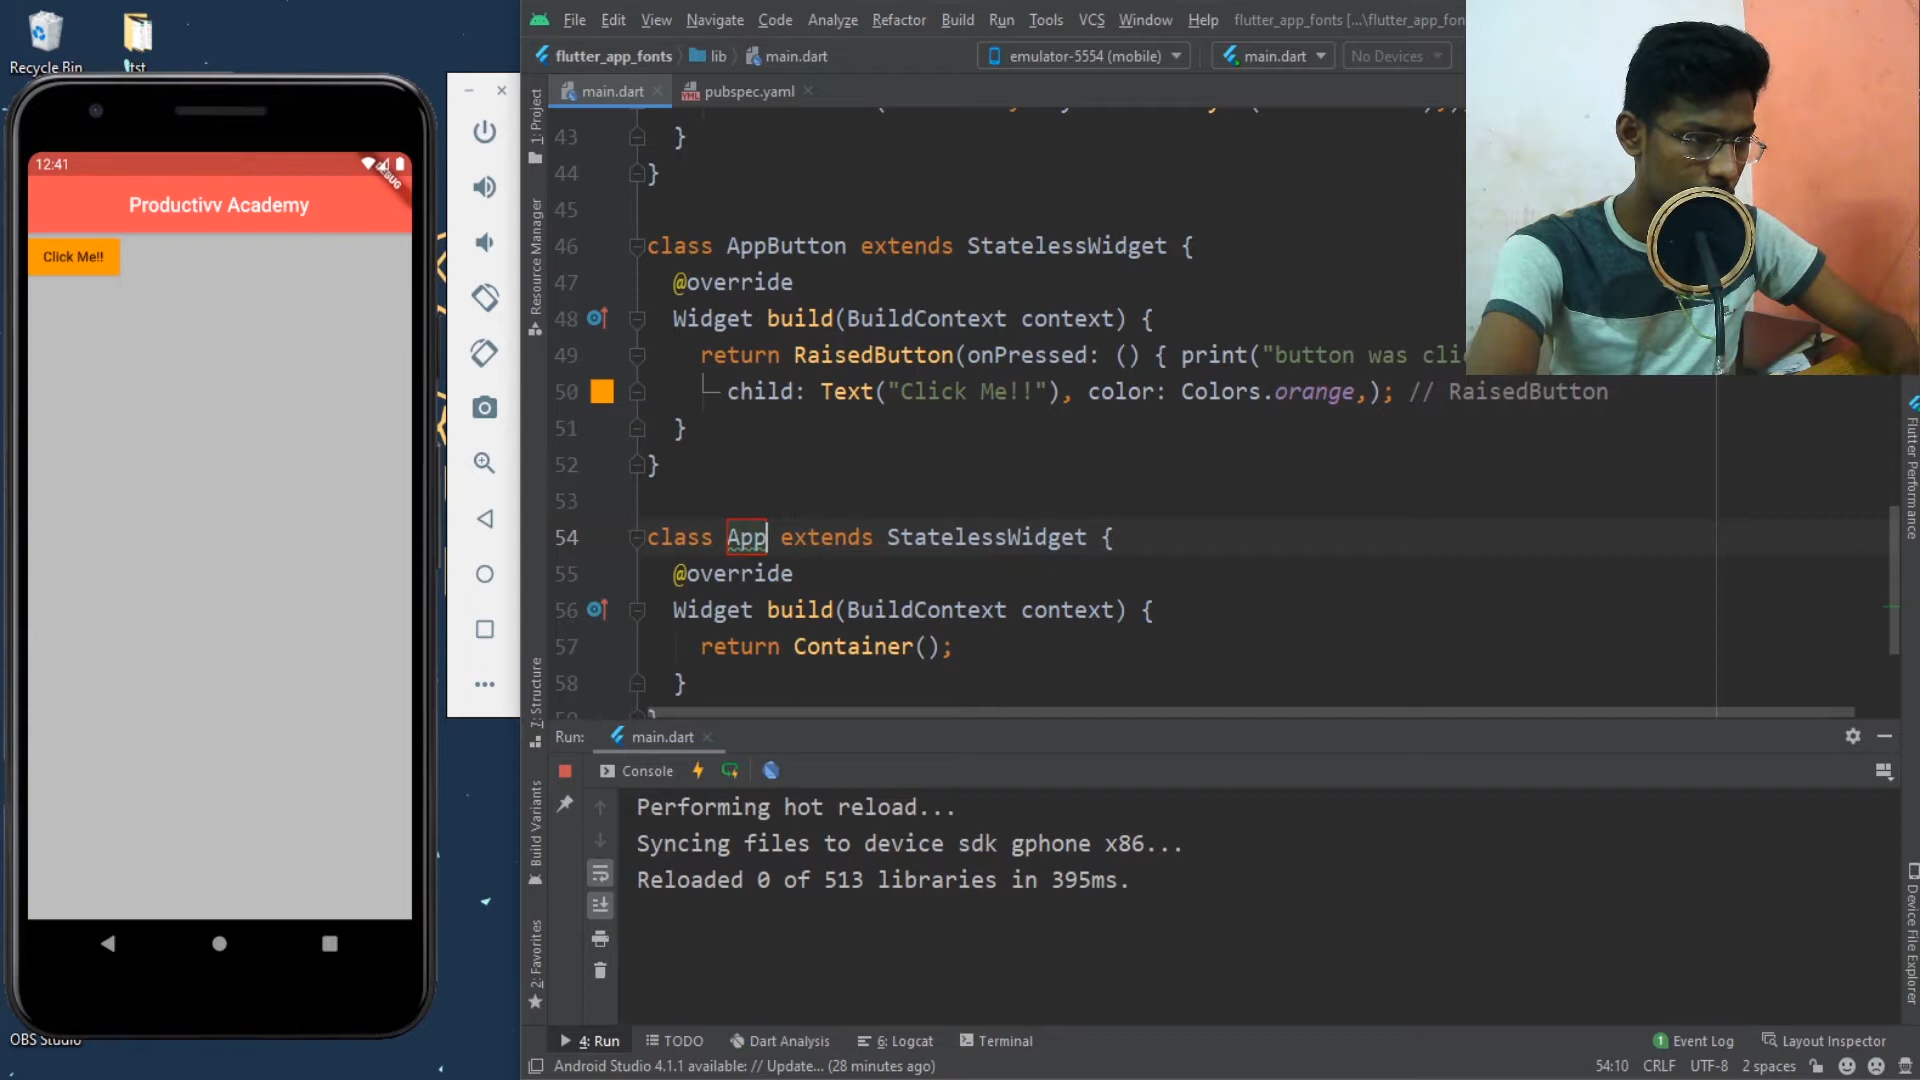 Recycle Bin
tst
12:41
DEBUG
Productivv Academy
Click Me!!
OBS Studio
File Edit View Navigate Code Analyze Refactor Build Run Tools VCS Window Help flutter_app_fonts [...\flutter_app_fon
flutter_app_fonts lib main.dart emulator-5554 (mobile) main.dart No Devices
main.dart pubspec.yaml
1: Project
Resource Manager
7: Structure
Build Variants
2: Favorites
43 }
44 }
45
46 class AppButton extends StatelessWidget {
47 @override
48 Widget build(BuildContext context) {
49 return RaisedButton(onPressed: () { print("button was cli
50 child: Text("Click Me!!"), color: Colors.orange,); // RaisedButton
51 }
52 }
53
54 class App extends StatelessWidget {
55 @override
56 Widget build(BuildContext context) {
57 return Container();
58 }
Flutter Performance
Device File Explorer
Run: main.dart
Console
Performing hot reload...
Syncing files to device sdk gphone x86...
Reloaded 0 of 513 libraries in 395ms.
4: Run TODO Dart Analysis 6: Logcat Terminal 1 Event Log Layout Inspector
Android Studio 4.1.1 available: // Update... (28 minutes ago) 54:10 CRLF UTF-8 2 spaces